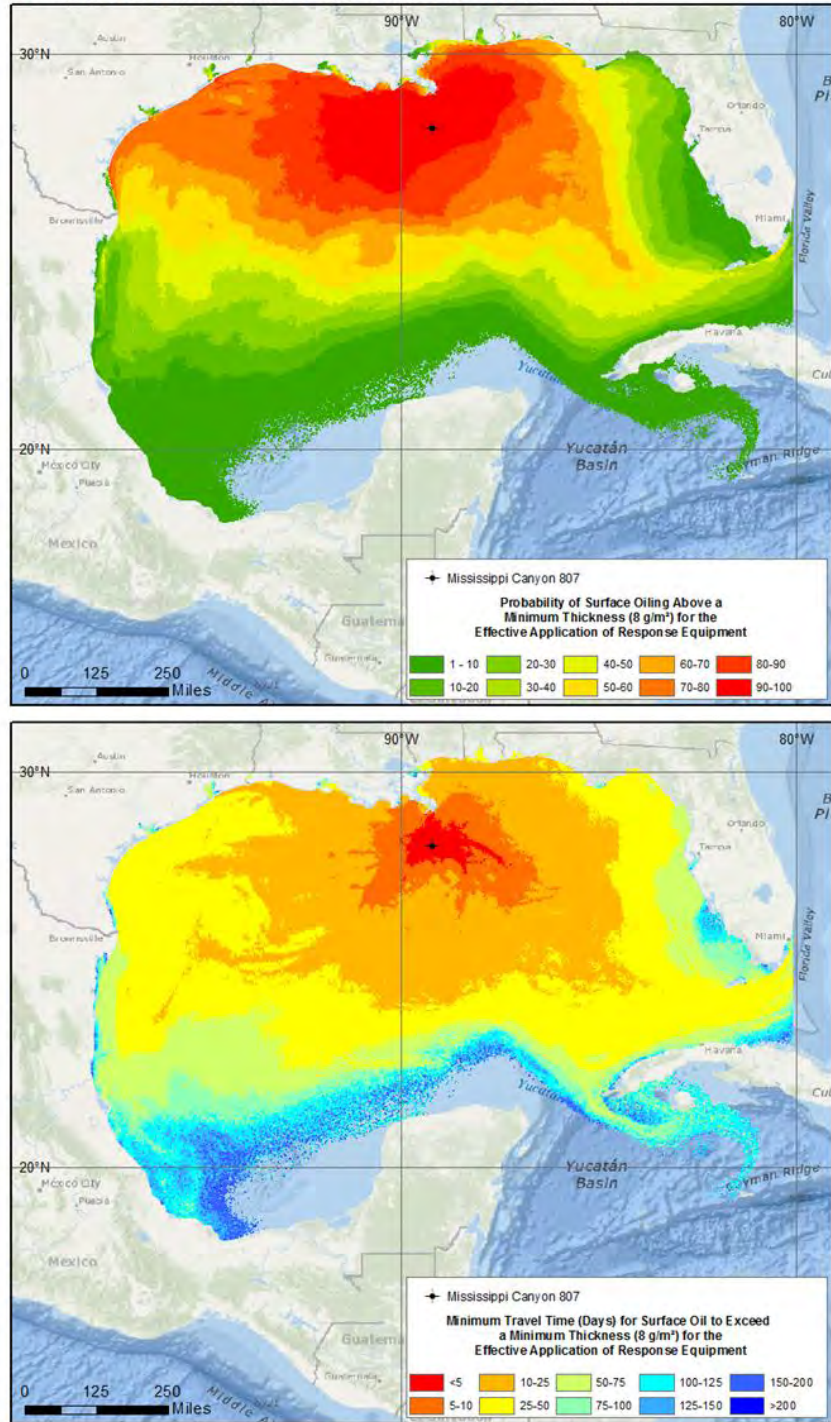 90°W
80°W
30°N
Austin
Houston
San Antonio
Orlando
Tampa
Brownsville
Miami
Florida Valley
Havana
Yucatán
20°N
Yucatán
Basin
Cayman Ridge
México City
Puebla
Mexico
Guatemala
Guatemala
Mississippi Canyon 807
Probability of Surface Oiling Above a
Minimum Thickness (8 g/m²) for the
Effective Application of Response Equipment
1 - 10 20-30 40-50 60-70 80-90
10-20 30-40 50-60 70-80 90-100
0 125 250
Miles
90°W
80°W
30°N
Austin
Houston
San Antonio
Orlando
Tampa
Brownsville
Miami
Florida Valley
Havana
Yucatán
20°N
Yucatán
Basin
Cayman Ridge
México City
Puebla
Mexico
Guatemala
Guatemala
Mississippi Canyon 807
Minimum Travel Time (Days) for Surface Oil to Exceed
a Minimum Thickness (8 g/m²) for the
Effective Application of Response Equipment
<5 10-25 50-75 100-125 150-200
5-10 25-50 75-100 125-150 >200
0 125 250
Miles